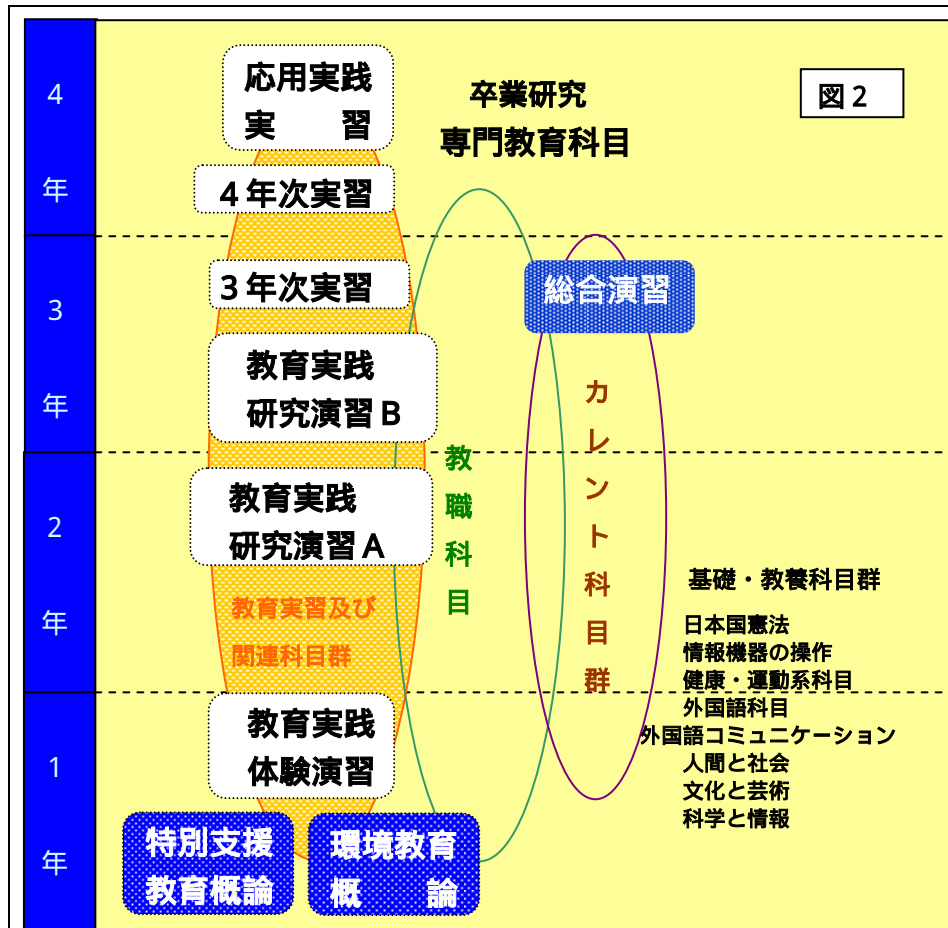 4
年
応用実践
実　　習
卒業研究
専門教育科目
図2
４年次実習
3
年
３年次実習
総合演習
教育実践
研究演習Ｂ
カレント科目群
教職科目
2
年
教育実践
研究演習Ａ
教育実習及び
関連科目群
基礎・教養科目群
日本国憲法
情報機器の操作
健康・運動系科目
外国語科目
外国語コミュニケーション
人間と社会
文化と芸術
科学と情報
1
年
教育実践
体験演習
特別支援
教育概論
環境教育
概　　論